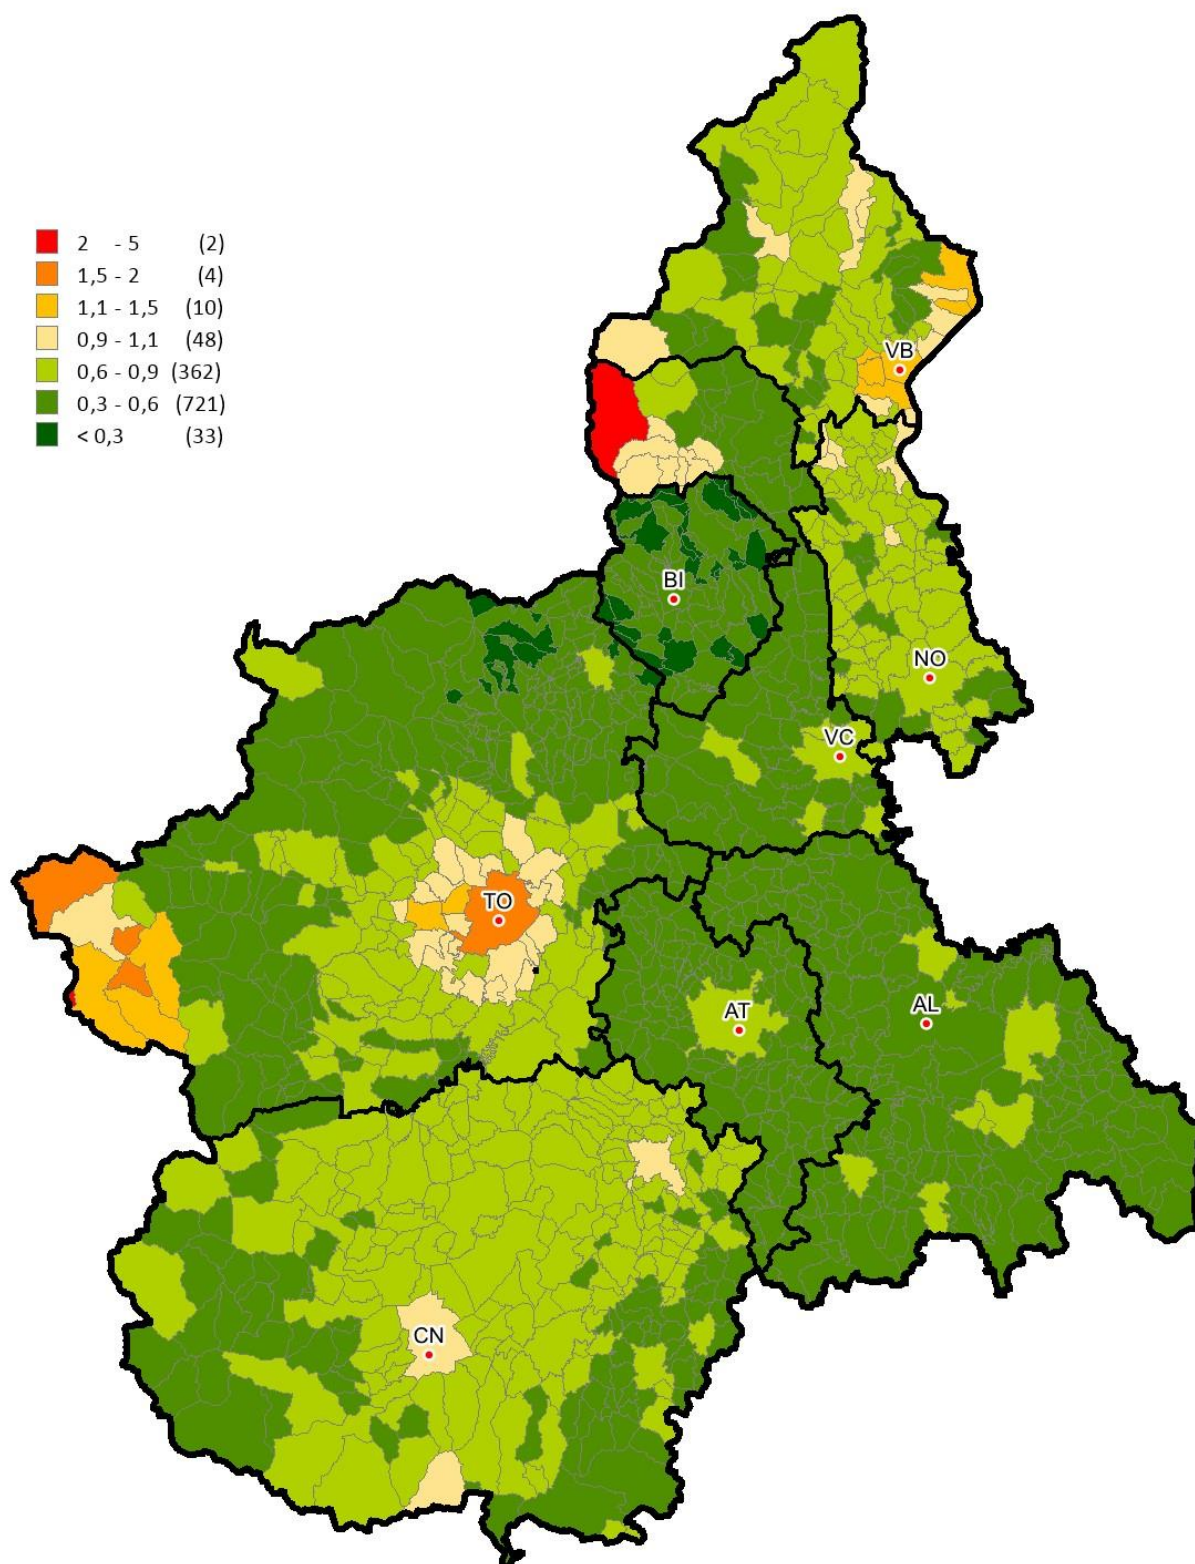 2 - 5 (2)
1,5 - 2 (4)
1,1 - 1,5 (10)
0,9 - 1,1 (48)
0,6 - 0,9 (362)
0,3 - 0,6 (721)
< 0,3 (33)
VB
BI
NO
VC
TO
AT
AL
CN